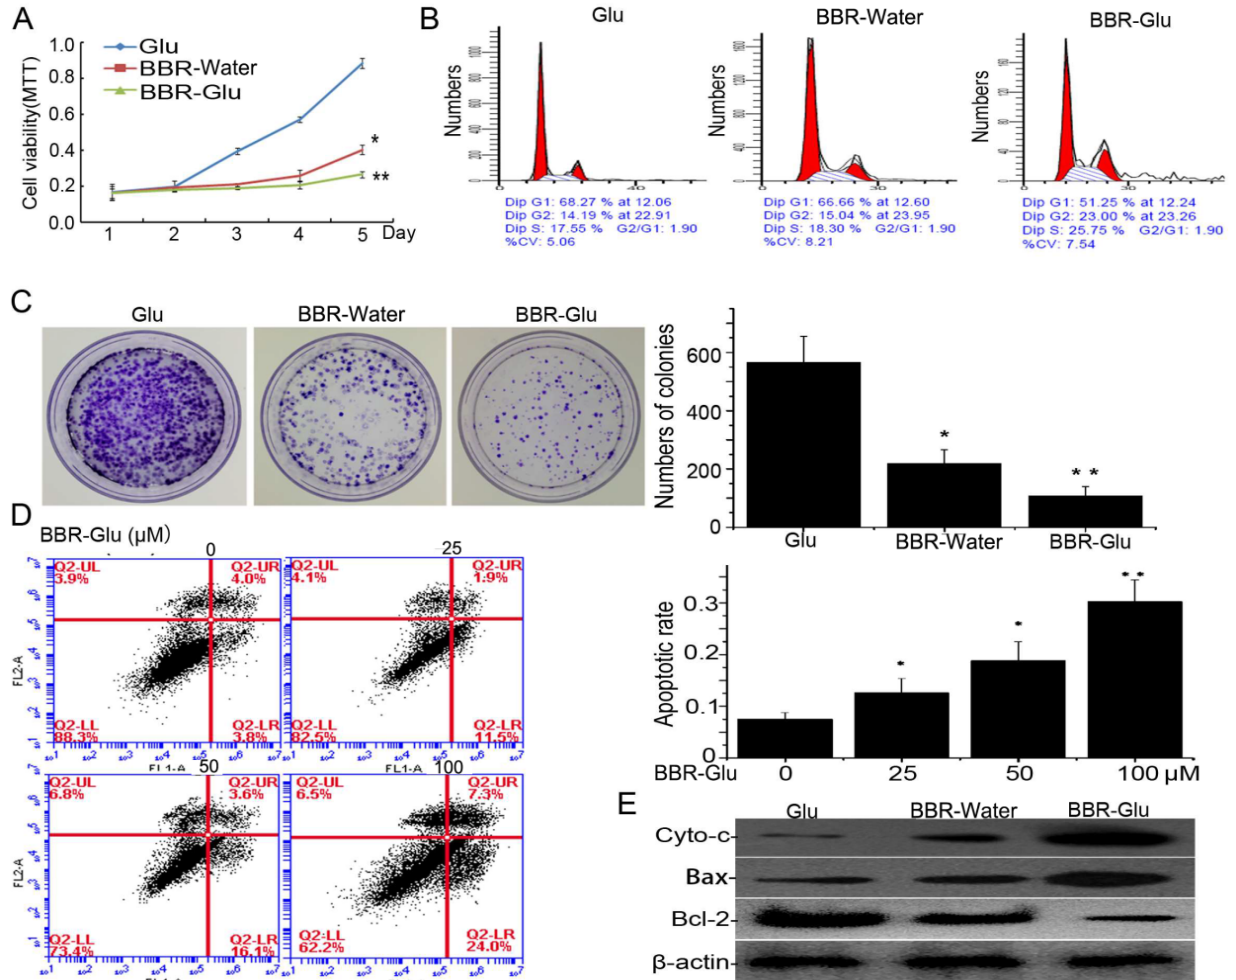 A
1.0
0.8
0.6
0.4
0.2
0.0
Cell viability(MTT)
Glu
BBR-Water
BBR-Glu
*
**
1 2 3 4 5 Day
B
Glu
BBR-Water
BBR-Glu
Numbers
Numbers
Numbers
0 40
0 30
0 30
Dip G1: 68.27 % at 12.06
Dip G2: 14.19 % at 22.91
Dip S: 17.55 % G2/G1: 1.90
%CV: 5.06
Dip G1: 66.66 % at 12.60
Dip G2: 15.04 % at 23.95
Dip S: 18.30 % G2/G1: 1.90
%CV: 8.21
Dip G1: 51.25 % at 12.24
Dip G2: 23.00 % at 23.26
Dip S: 25.75 % G2/G1: 1.90
%CV: 7.54
C
Glu
BBR-Water
BBR-Glu
Numbers of colonies
600
400
200
0
*
**
Glu BBR-Water BBR-Glu
D
BBR-Glu (µM)
0
25
Q2-UL
3.9%
Q2-UR
4.0%
Q2-LL
88.3%
Q2-LR
3.8%
FL2-A
FL1-A
Q2-UL
4.1%
Q2-UR
1.9%
Q2-LL
82.5%
Q2-LR
11.5%
FL1-A
50
100
Q2-UL
6.8%
Q2-UR
3.6%
Q2-LL
73.4%
Q2-LR
16.1%
FL2-A
Q2-UL
6.5%
Q2-UR
7.3%
Q2-LL
62.2%
Q2-LR
24.0%
Apoptotic rate
0.3
0.2
0.1
0
*
*
**
BBR-Glu 0 25 50 100 µM
E
Glu BBR-Water BBR-Glu
Cyto-c
Bax
Bcl-2
β-actin